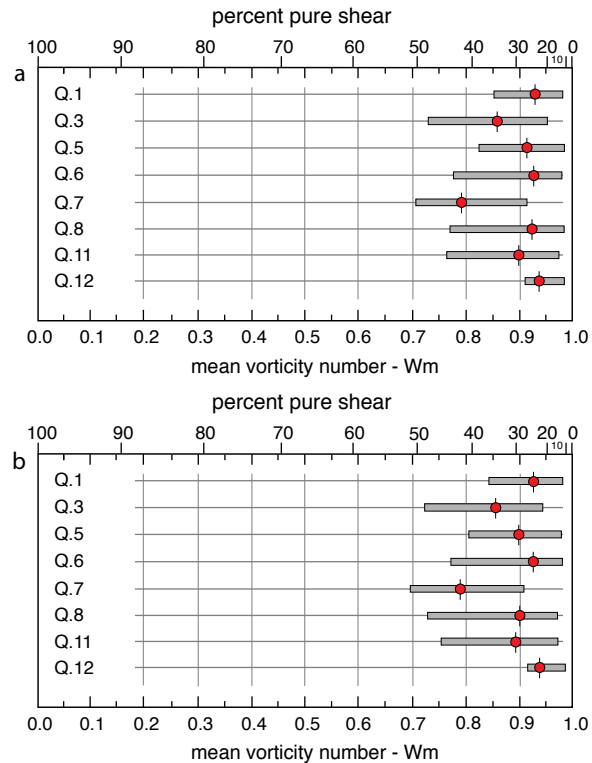 percent pure shear
100 90 80 70 60 50 40 30 20 10 0
a
Q.1
Q.3
Q.5
Q.6
Q.7
Q.8
Q.11
Q.12
0.0 0.1 0.2 0.3 0.4 0.5 0.6 0.7 0.8 0.9 1.0
mean vorticity number - Wm
percent pure shear
100 90 80 70 60 50 40 30 20 10 0
b
Q.1
Q.3
Q.5
Q.6
Q.7
Q.8
Q.11
Q.12
0.0 0.1 0.2 0.3 0.4 0.5 0.6 0.7 0.8 0.9 1.0
mean vorticity number - Wm